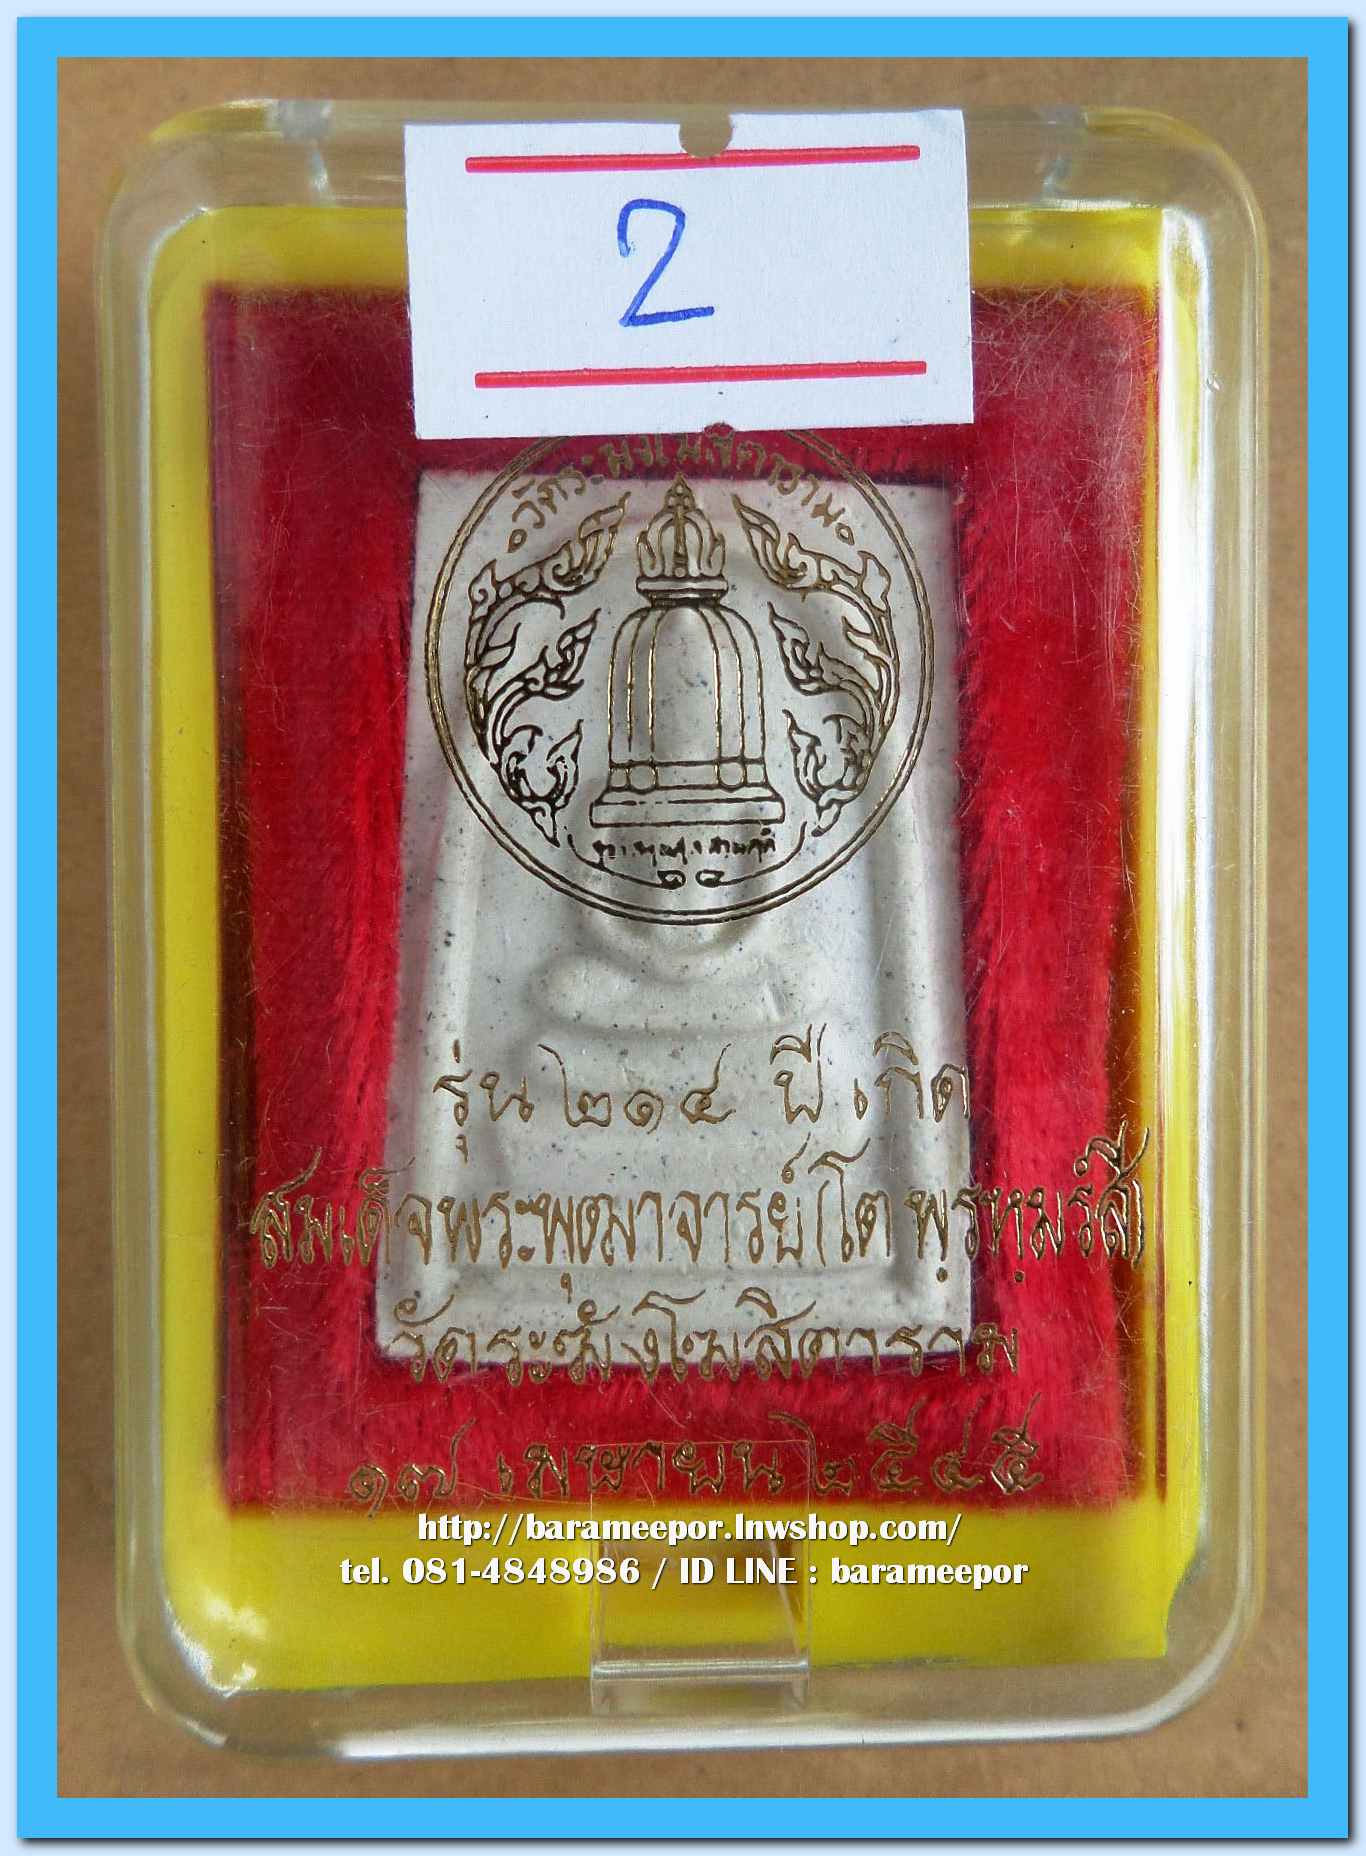 2
วัดระฆังโฆสิตาราม
๑๔
รุ่น ๒๑๔ ปี เกิด
สมเด็จพระพุฒาจารย์ (โต พฺรหฺมรํสี)
วัดระฆังโฆสิตาราม
๑๗ เมษายน ๒๕๔๕
http://barameepor.lnwshop.com/
tel. 081-4848986 / ID LINE : barameepor